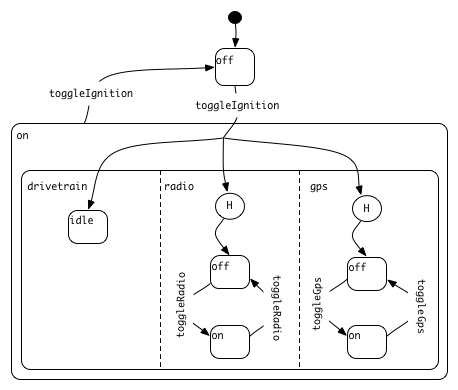 off
toggleIgnition
toggleIgnition
on
drivetrain
radio
gps
idle
H
H
off
off
toggleRadio
toggleRadio
toggleGps
toggleGps
on
on